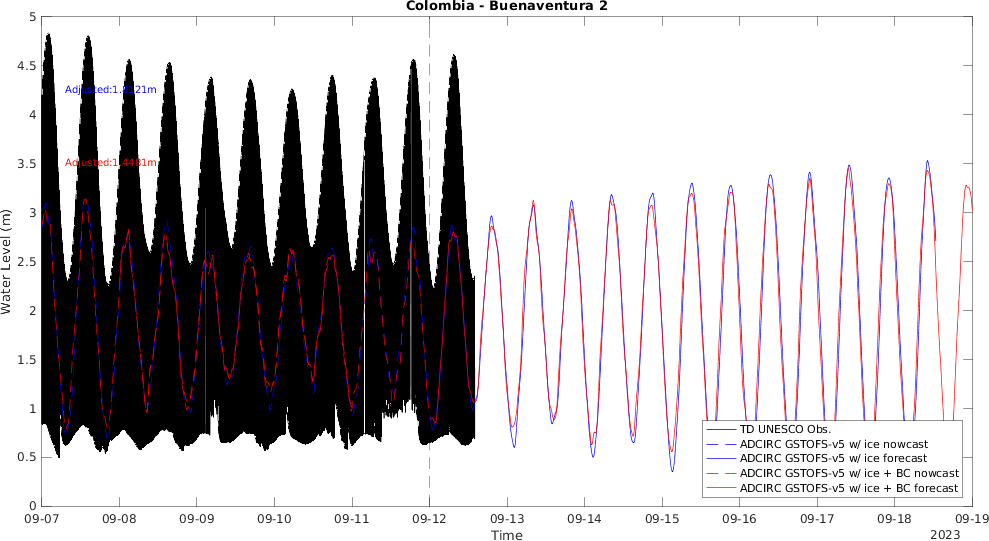 Colombia - Buenaventura 2
5
4.5
4
3.5
3
2.5
2
1.5
1
0.5
0
Water Level (m)
Adjusted:1.4481m
TD UNESCO Obs.
ADCIRC GSTOFS-v5 w/ ice nowcast
ADCIRC GSTOFS-v5 w/ ice forecast
ADCIRC GSTOFS-v5 w/ ice + BC nowcast
ADCIRC GSTOFS-v5 w/ ice + BC forecast
09-07 09-08 09-09 09-10 09-11 09-12 09-13 09-14 09-15 09-16 09-17 09-18 09-19
Time
2023